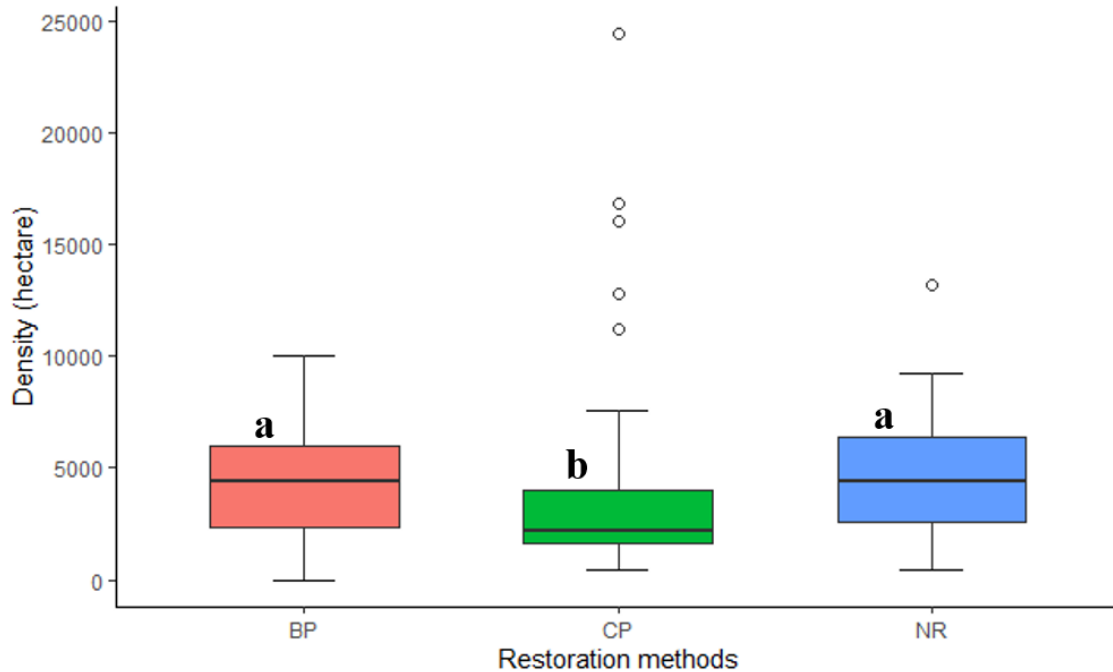 25000
20000
15000
10000
5000
0
Density (hectare)
a
b
a
BP
CP
NR
Restoration methods